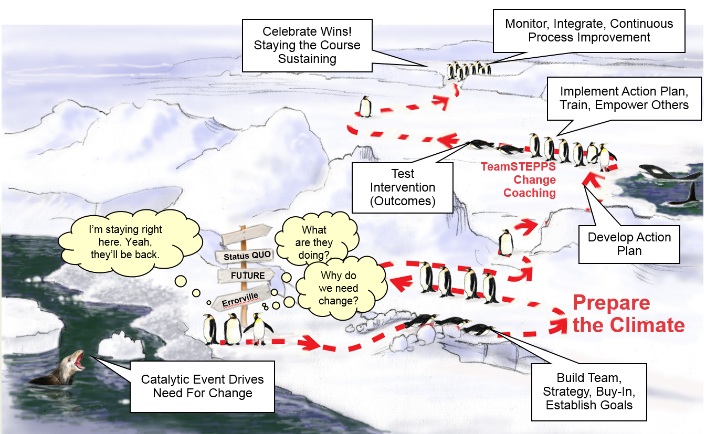 Celebrate Wins!
Staying the Course
Sustaining
Monitor, Integrate, Continuous
Process Improvement
Implement Action Plan,
Train, Empower Others
Test
Intervention
(Outcomes)
TeamSTEPPS
Change
Coaching
Develop Action
Plan
I'm staying right
here. Yeah,
they'll be back.
Status QUO
FUTURE
Errorville
What
are they
doing?
Why do
we need
change?
Prepare
the Climate
Catalytic Event Drives
Need For Change
Build Team,
Strategy, Buy-In,
Establish Goals